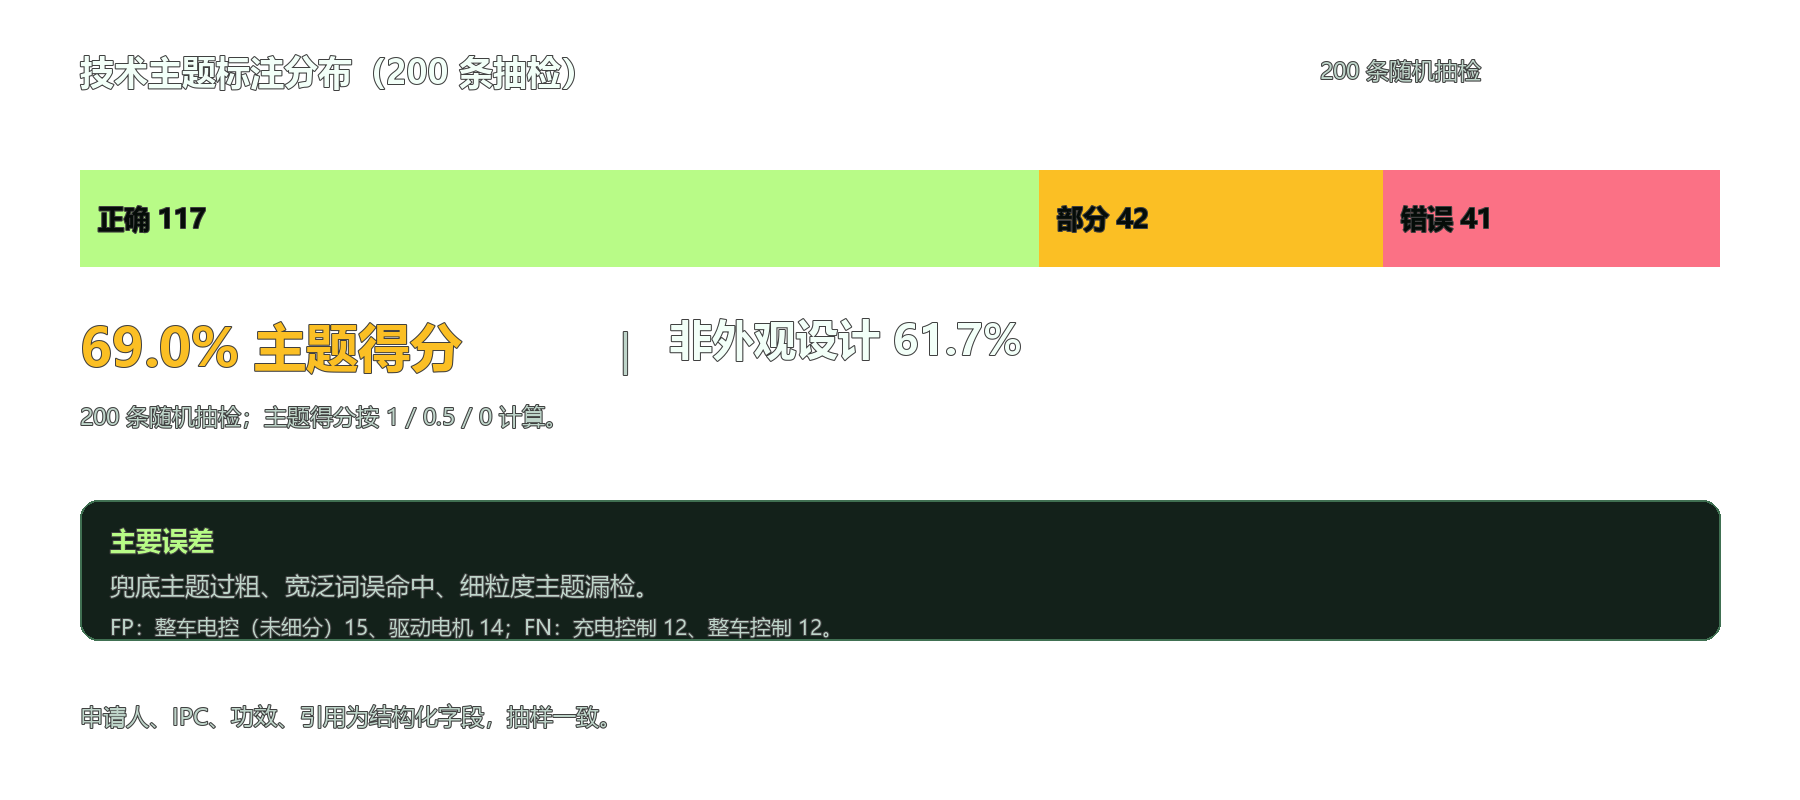 技术主题标注分布（200 条抽检）
200 条随机抽检
正确 117
部分 42
错误 41
69.0% 主题得分
|
非外观设计 61.7%
200 条随机抽检；主题得分按 1 / 0.5 / 0 计算。
主要误差
兜底主题过粗、宽泛词误命中、细粒度主题漏检。
FP：整车电控（未细分）15、驱动电机 14；FN：充电控制 12、整车控制 12。
申请人、IPC、功效、引用为结构化字段，抽样一致。